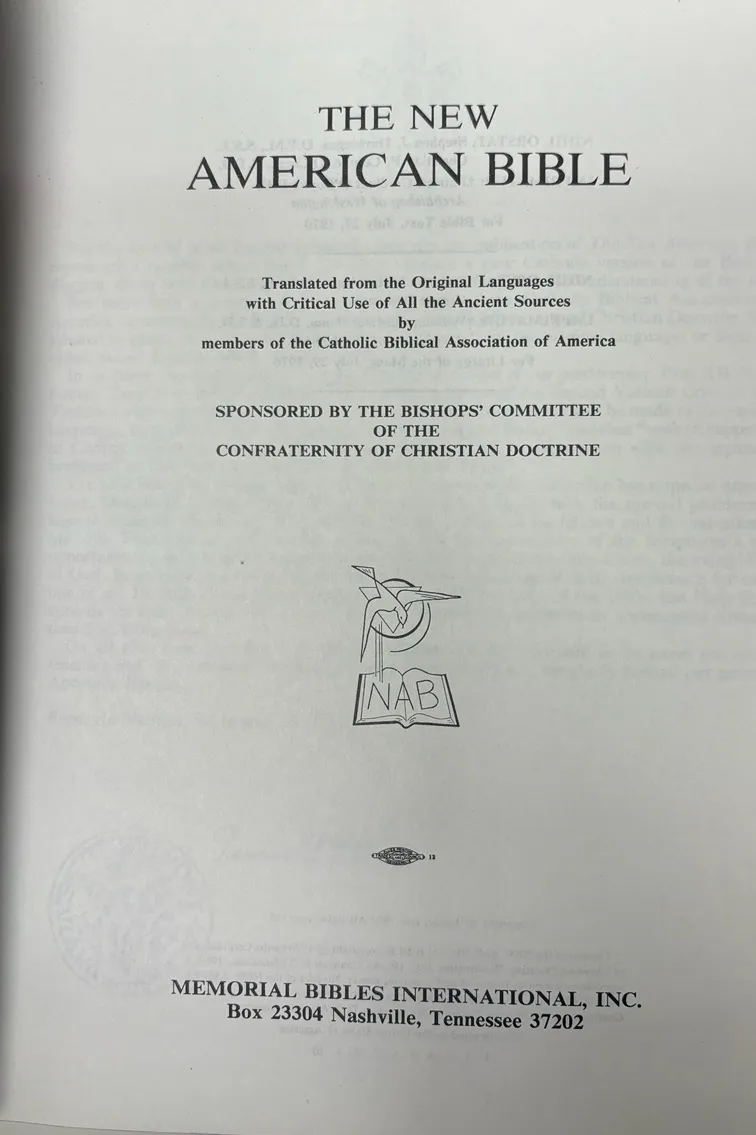 THE NEW
AMERICAN BIBLE
Translated from the Original Languages
with Critical Use of All the Ancient Sources
by
members of the Catholic Biblical Association of America
SPONSORED BY THE BISHOPS' COMMITTEE
OF THE
CONFRATERNITY OF CHRISTIAN DOCTRINE
NAB
13
MEMORIAL BIBLES INTERNATIONAL, INC.
Box 23304 Nashville, Tennessee 37202